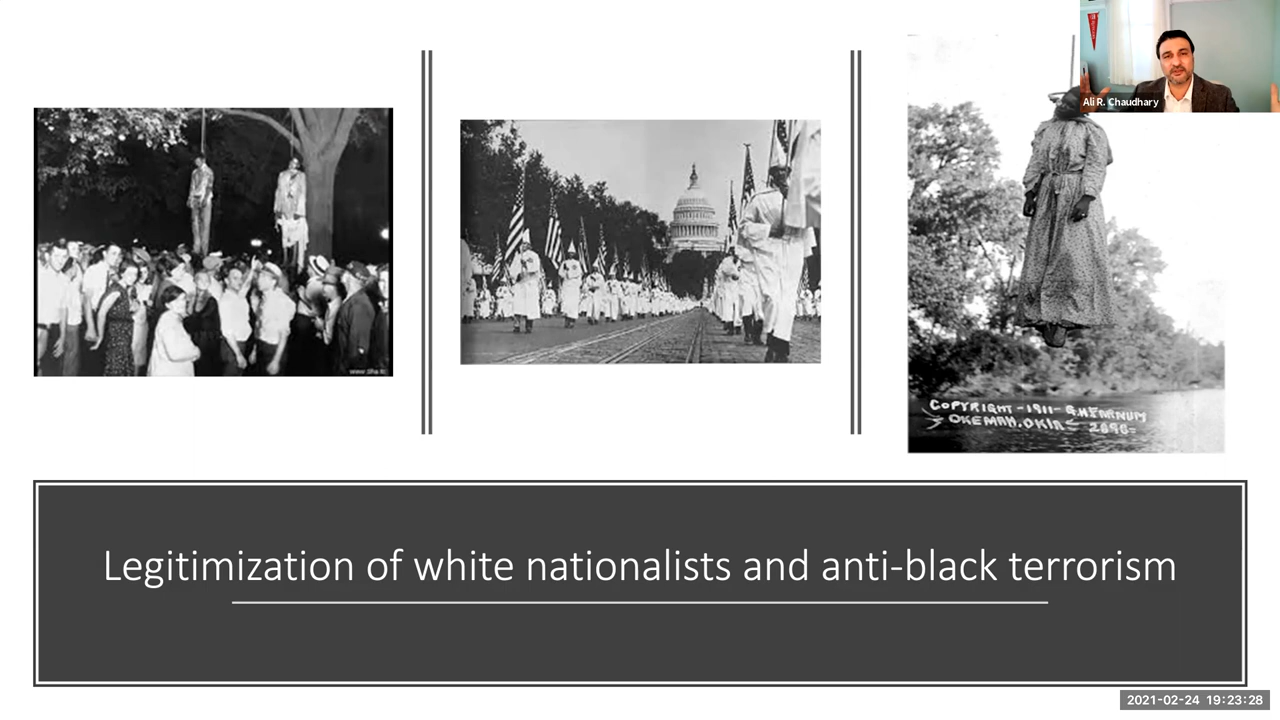 Ali R. Chaudhary
COPYRIGHT-1911-G.H.FARNUM
OKEMAH, OKLA 2898=
Legitimization of white nationalists and anti-black terrorism
2021-02-24 19:23:28